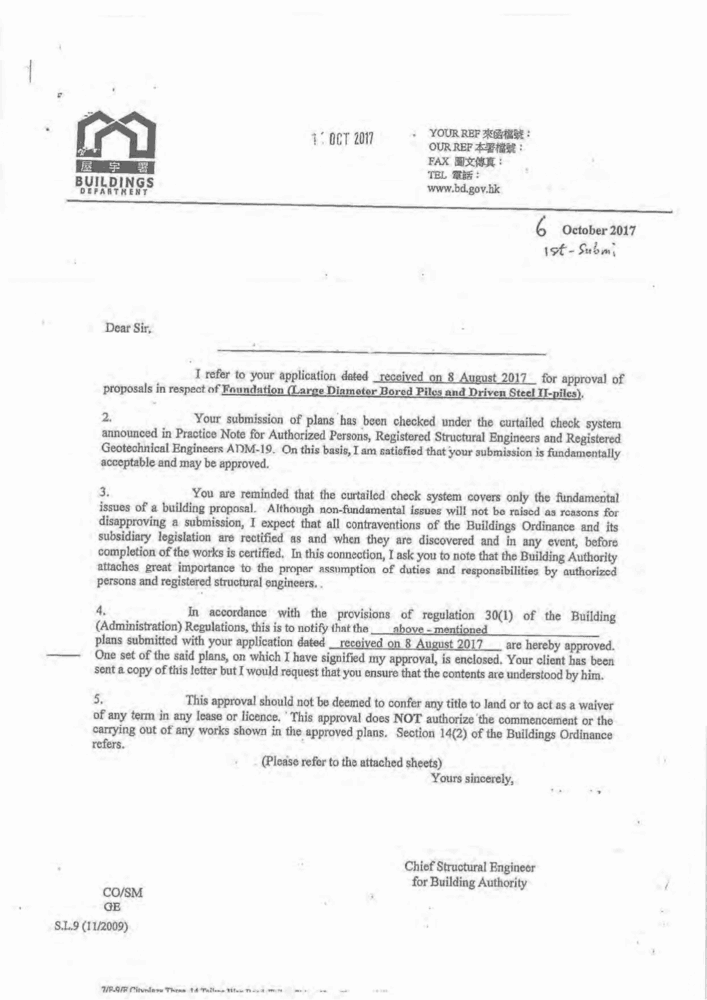 屋宇署
BUILDINGS
DEPARTMENT
OCT 2017
YOUR REF 來函檔號:
OUR REF 本署檔號:
FAX 圖文傳真:
TEL 電話:
www.bd.gov.hk
6 October 2017
1st - Submi
Dear Sir,
I refer to your application dated received on 8 August 2017 for approval of
proposals in respect of Foundation (Large Diameter Bored Piles and Driven Steel H-piles).
2. Your submission of plans has been checked under the curtailed check system
announced in Practice Note for Authorized Persons, Registered Structural Engineers and Registered
Geotechnical Engineers ADM-19. On this basis, I am satisfied that your submission is fundamentally
acceptable and may be approved.
3. You are reminded that the curtailed check system covers only the fundamental
issues of a building proposal. Although non-fundamental issues will not be raised as reasons for
disapproving a submission, I expect that all contraventions of the Buildings Ordinance and its
subsidiary legislation are rectified as and when they are discovered and in any event, before
completion of the works is certified. In this connection, I ask you to note that the Building Authority
attaches great importance to the proper assumption of duties and responsibilities by authorized
persons and registered structural engineers.
4. In accordance with the provisions of regulation 30(1) of the Building
(Administration) Regulations, this is to notify that the above - mentioned
plans submitted with your application dated received on 8 August 2017 are hereby approved.
One set of the said plans, on which I have signified my approval, is enclosed. Your client has been
sent a copy of this letter but I would request that you ensure that the contents are understood by him.
5. This approval should not be deemed to confer any title to land or to act as a waiver
of any term in any lease or licence. This approval does NOT authorize the commencement or the
carrying out of any works shown in the approved plans. Section 14(2) of the Buildings Ordinance
refers.
(Please refer to the attached sheets)
Yours sincerely,
Chief Structural Engineer
for Building Authority
CO/SM
GE
S.L.9 (11/2009)